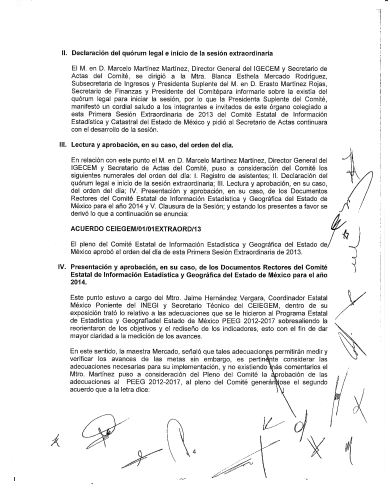 II. Declaración del quórum legal e inicio de la sesión extraordinaria
El M. en D. Marcelo Martínez Martínez, Director General del IGECEM y Secretario de
Actas del Comité, se dirigió a la Mtra. Blanca Esthela Mercado Rodríguez,
Subsecretaria de Ingresos y Presidenta Suplente del M. en D. Erasto Martínez Rojas,
Secretario de Finanzas y Presidente del Comitépara informarle sobre la existía del
quórum legal para iniciar la sesión, por lo que la Presidenta Suplente del Comité,
manifestó un cordial saludo a los integrantes e invitados de este órgano colegiado a
esta Primera Sesión Extraordinaria de 2013 del Comité Estatal de Información
Estadística y Catastral del Estado de México y pidió al Secretario de Actas continuara
con el desarrollo de la sesión.
III. Lectura y aprobación, en su caso, del orden del día.
En relación con este punto el M. en D. Marcelo Martínez Martínez, Director General del
IGECEM y Secretario de Actas del Comité, puso a consideración del Comité los
siguientes numerales del orden del día: I. Registro de asistentes; II. Declaración del
quórum legal e inicio de la sesión extraordinaria; III. Lectura y aprobación, en su caso,
del orden del día; IV. Presentación y aprobación, en su caso, de los Documentos
Rectores del Comité Estatal de Información Estadística y Geográfica del Estado de
México para el año 2014 y V. Clausura de la Sesión; y estando los presentes a favor se
derivó lo que a continuación se enuncia:
ACUERDO CEIEGEM/01/01EXTRAORD/13
El pleno del Comité Estatal de Información Estadística y Geográfica del Estado de México
aprobó el orden del día de esta Primera Sesión Extraordinaria de 2013.
IV. Presentación y aprobación, en su caso, de los Documentos Rectores del Comité
Estatal de Información Estadística y Geográfica del Estado de México para el año
2014.
Este punto estuvo a cargo del Mtro. Jaime Hernández Vergara, Coordinador Estatal
México Poniente del INEGI y Secretario Técnico del CEIEGEM, dentro de su
exposición trató lo relativo a las adecuaciones que se le hicieron al Programa Estatal
de Estadística y Geografíadel Estado de México PEEG 2012-2017 sobresaliendo la
reorientaron de los objetivos y el rediseño de los indicadores, esto con el fin de dar
mayor claridad a la medición de los avances.
En este sentido, la maestra Mercado, señaló que tales adecuaciones permitirán medir y
verificar los avances de las metas sin embargo, es pertinente considerar las
adecuaciones necesarias para su implementación, y no existiendo más comentarios el
Mtro. Martínez puso a consideración del Pleno del Comité la aprobación de las
adecuaciones al PEEG 2012-2017, al pleno del Comité generándose el segundo
acuerdo que a la letra dice:
4